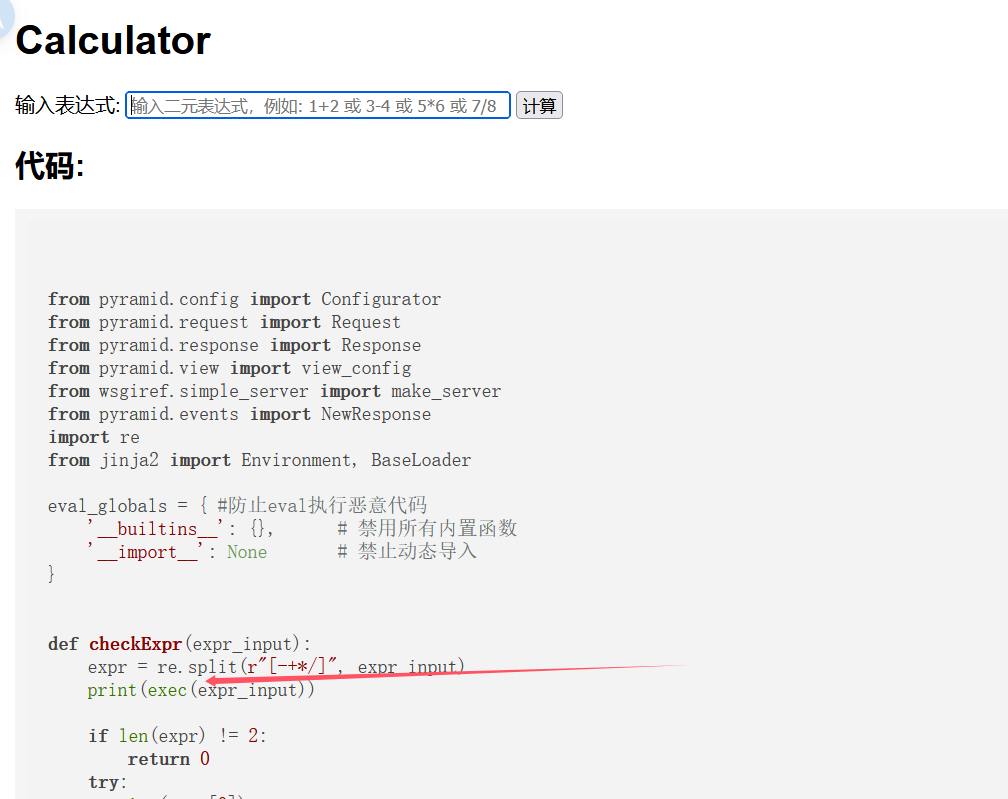 Calculator
输入表达式: 输入二元表达式，例如: 1+2 或 3-4 或 5*6 或 7/8 计算
代码:
from pyramid.config import Configurator
from pyramid.request import Request
from pyramid.response import Response
from pyramid.view import view_config
from wsgiref.simple_server import make_server
from pyramid.events import NewResponse
import re
from jinja2 import Environment, BaseLoader
eval_globals = { #防止eval执行恶意代码
'__builtins__': {}, # 禁用所有内置函数
'__import__': None # 禁止动态导入
}
def checkExpr(expr_input):
expr = re.split(r"[-+*/]", expr_input)
print(exec(expr_input))
if len(expr) != 2:
return 0
try: